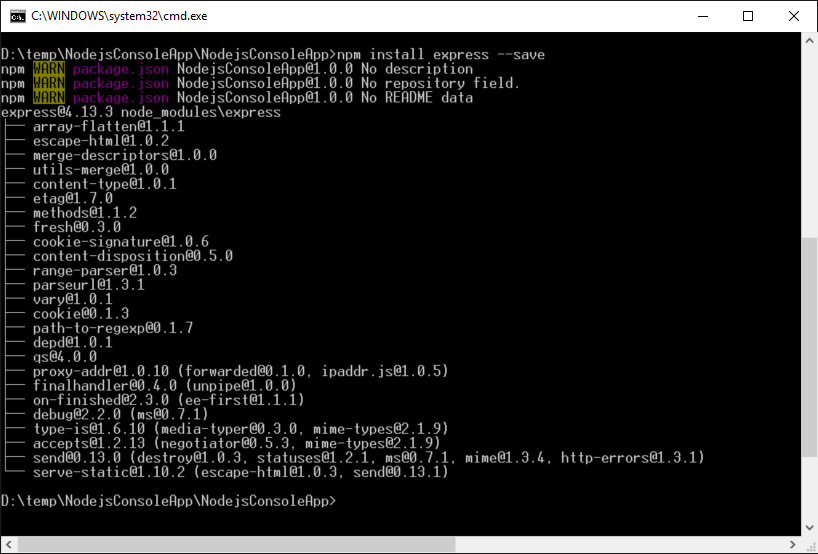 C:\WINDOWS\system32\cmd.exe
D:\temp\NodejsConsoleApp\NodejsConsoleApp>npm install express --save
npm WARN package.json NodejsConsoleApp@1.0.0 No description
npm WARN package.json NodejsConsoleApp@1.0.0 No repository field.
npm WARN package.json NodejsConsoleApp@1.0.0 No README data
express@4.13.3 node_modules\express
├── array-flatten@1.1.1
├── escape-html@1.0.2
├── merge-descriptors@1.0.0
├── utils-merge@1.0.0
├── content-type@1.0.1
├── etag@1.7.0
├── methods@1.1.2
├── fresh@0.3.0
├── cookie-signature@1.0.6
├── content-disposition@0.5.0
├── range-parser@1.0.3
├── parseurl@1.3.1
├── vary@1.0.1
├── cookie@0.1.3
├── path-to-regexp@0.1.7
├── depd@1.0.1
├── qs@4.0.0
├── proxy-addr@1.0.10 (forwarded@0.1.0, ipaddr.js@1.0.5)
├── finalhandler@0.4.0 (unpipe@1.0.0)
├── on-finished@2.3.0 (ee-first@1.1.1)
├── debug@2.2.0 (ms@0.7.1)
├── type-is@1.6.10 (media-typer@0.3.0, mime-types@2.1.9)
├── accepts@1.2.13 (negotiator@0.5.3, mime-types@2.1.9)
├── send@0.13.0 (destroy@1.0.3, statuses@1.2.1, ms@0.7.1, mime@1.3.4, http-errors@1.3.1)
└── serve-static@1.10.2 (escape-html@1.0.3, send@0.13.1)
D:\temp\NodejsConsoleApp\NodejsConsoleApp>